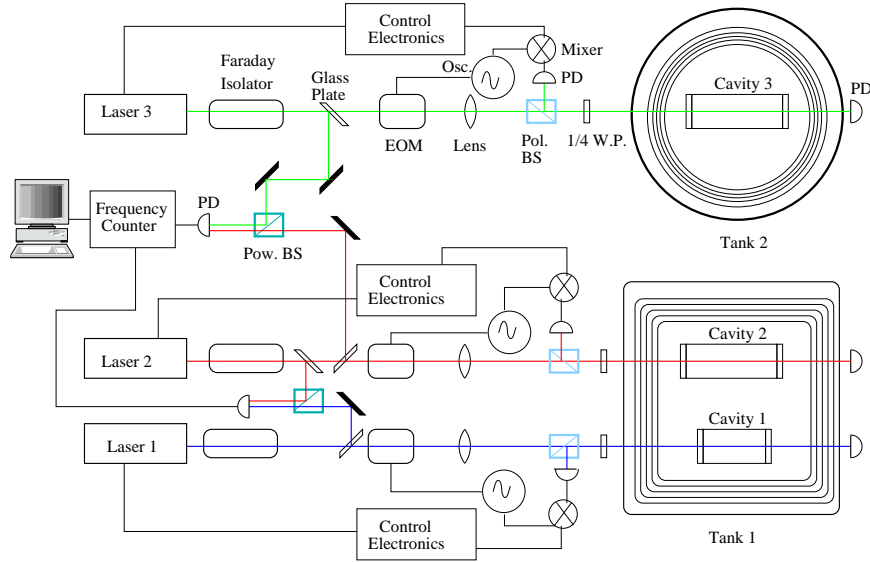 Control
Electronics
Mixer
Faraday
Isolator
Glass
Plate
Osc.
PD
Cavity 3
PD
Laser 3
EOM
Lens
Pol.
BS
1/4 W.P.
Frequency
Counter
PD
Pow. BS
Tank 2
Control
Electronics
Cavity 2
Laser 2
Cavity 1
Laser 1
Control
Electronics
Tank 1